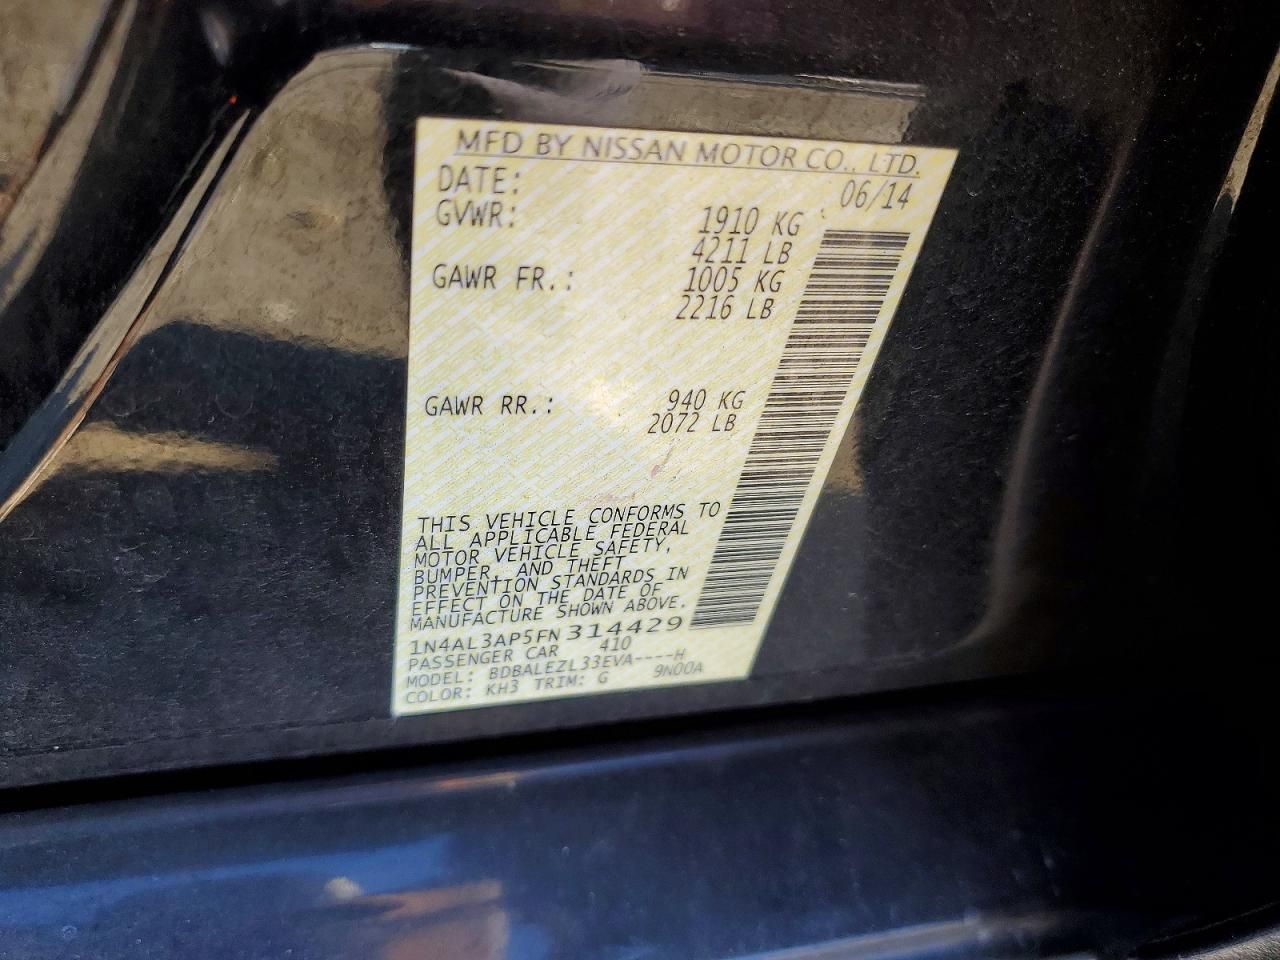 MFD BY NISSAN MOTOR CO., LTD.
DATE: 06/14
GVWR: 1910 KG
4211 LB
GAWR FR.: 1005 KG
2216 LB
GAWR RR.: 940 KG
2072 LB
THIS VEHICLE CONFORMS TO
ALL APPLICABLE FEDERAL
MOTOR VEHICLE SAFETY,
BUMPER, AND THEFT
PREVENTION STANDARDS IN
EFFECT ON THE DATE OF
MANUFACTURE SHOWN ABOVE.
1N4AL3AP5FN314429
PASSENGER CAR 410
MODEL: BDBALEZL33EVA----H
COLOR: KH3 TRIM: G 9N00A